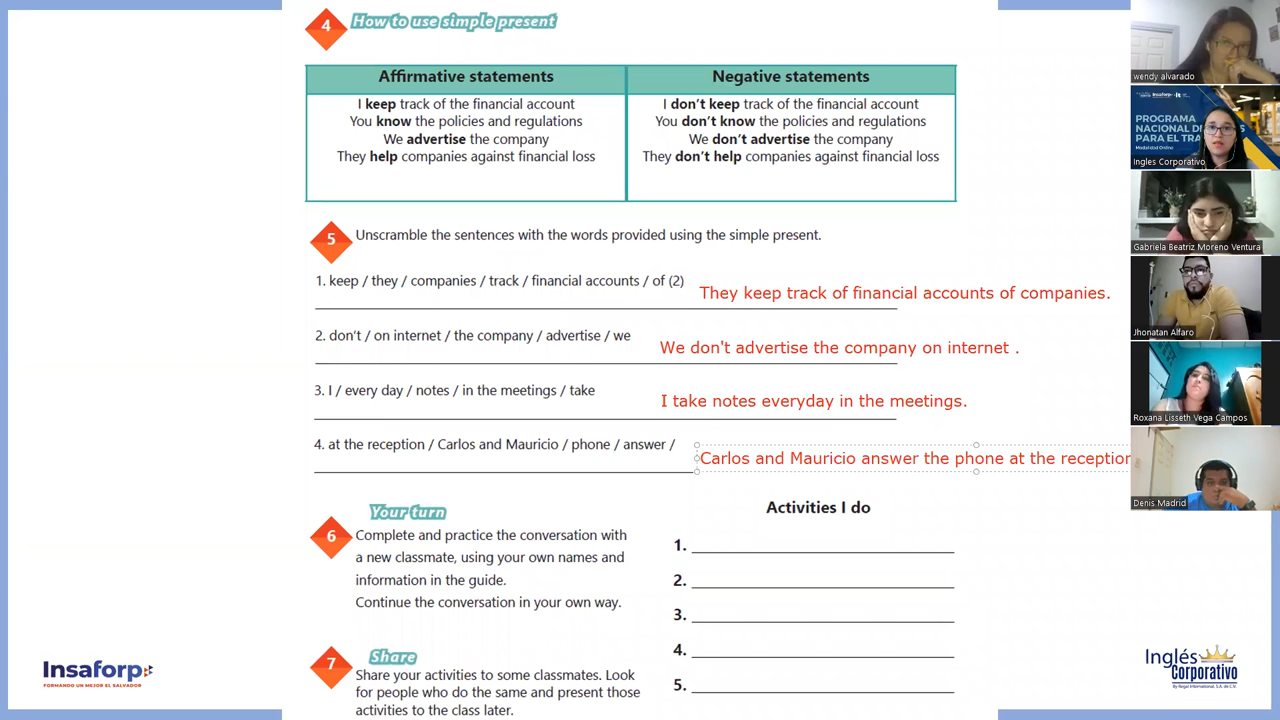 4 How to use simple present
Affirmative statements Negative statements
I keep track of the financial account I don't keep track of the financial account
You know the policies and regulations You don't know the policies and regulations
We advertise the company We don't advertise the company
They help companies against financial loss They don't help companies against financial loss
5 Unscramble the sentences with the words provided using the simple present.
1. keep / they / companies / track / financial accounts / of (2)
They keep track of financial accounts of companies.
2. don't / on internet / the company / advertise / we
We don't advertise the company on internet .
3. I / every day / notes / in the meetings / take
I take notes everyday in the meetings.
4. at the reception / Carlos and Mauricio / phone / answer /
Carlos and Mauricio answer the phone at the reception
Your turn
6 Complete and practice the conversation with
a new classmate, using your own names and
information in the guide.
Continue the conversation in your own way.
Activities I do
1.
2.
3.
4.
5.
Share
7 Share your activities to some classmates. Look
for people who do the same and present those
activities to the class later.
Insaforp
FORMANDO UN MEJOR EL SALVADOR
Inglés
Corporativo
By Regal International, S.A. de C.V.
wendy alvarado
Insaforp
PROGRAMA
NACIONAL DE
PARA EL TRA
Modalidad Online
Ingles Corporativo
Gabriela Beatriz Moreno Ventura
Jhonatan Alfaro
Roxana Lisseth Vega Campos
Denis Madrid